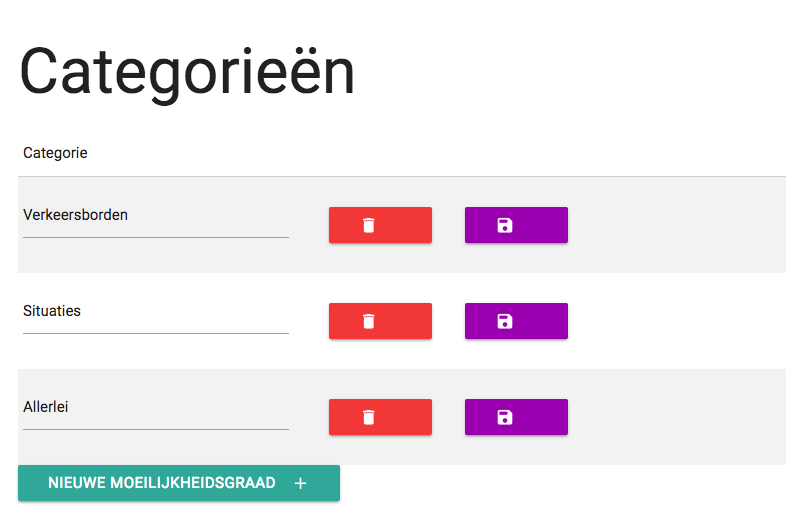 Categorieën
Categorie
Verkeersborden
Situaties
Allerlei
NIEUWE MOEILIJKHEIDSGRAAD +